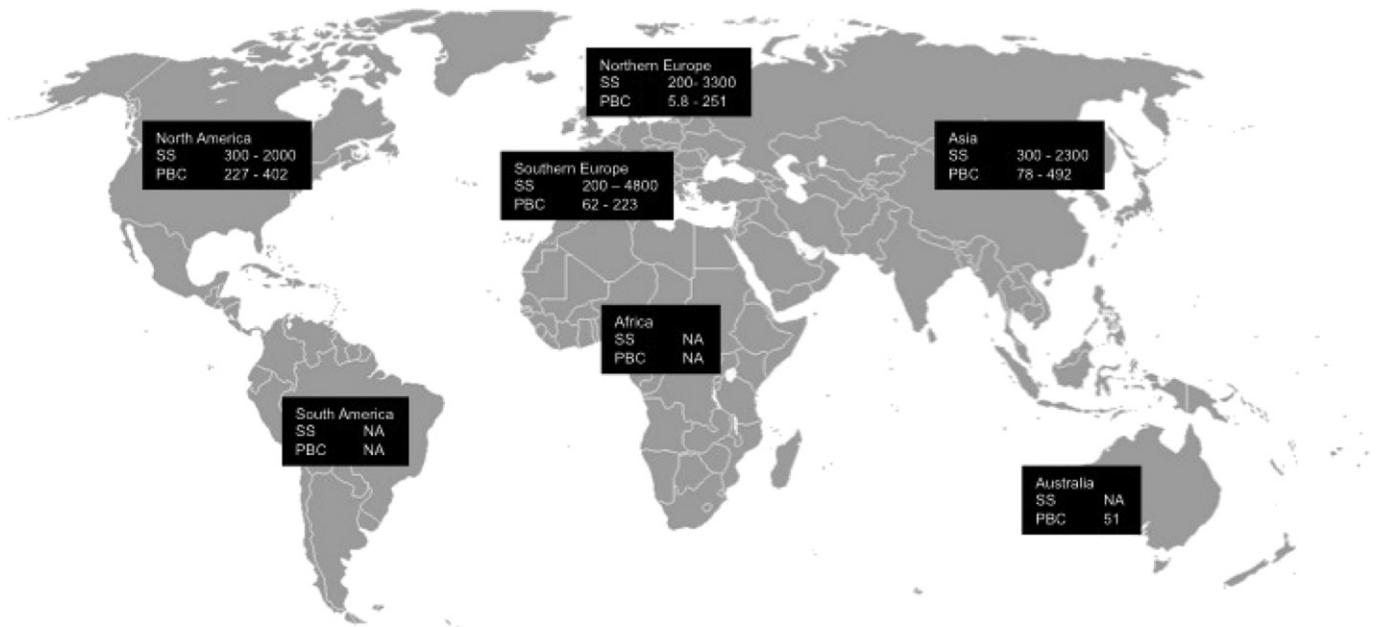 Northern Europe
SS 200- 3300
PBC 5.8 - 251
North America
SS 300 - 2000
PBC 227 - 402
Asia
SS 300 - 2300
PBC 78 - 492
Southern Europe
SS 200 – 4800
PBC 62 - 223
Africa
SS NA
PBC NA
South America
SS NA
PBC NA
Australia
SS NA
PBC 51